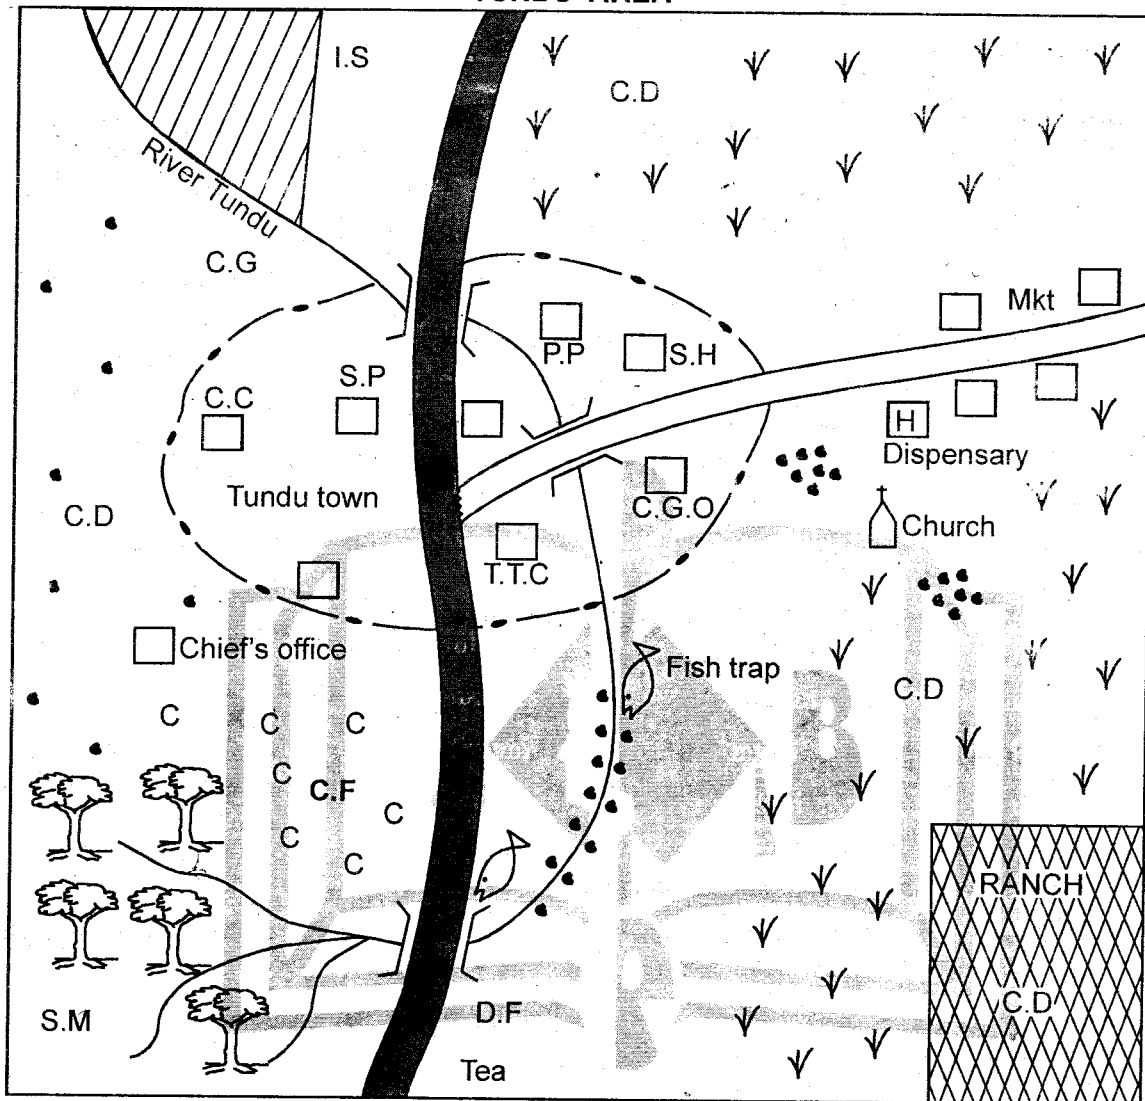 I.S
C.D
River Tundu
C.G
Mkt
P.P
S.H
S.P
C.C
H
Dispensary
Tundu town
C.G.O
C.D
Church
T.T.C
Chief's office
Fish trap
C.D
C
C
C
C
C.F
C
C
C
RANCH
C.D
S.M
D.F
Tea